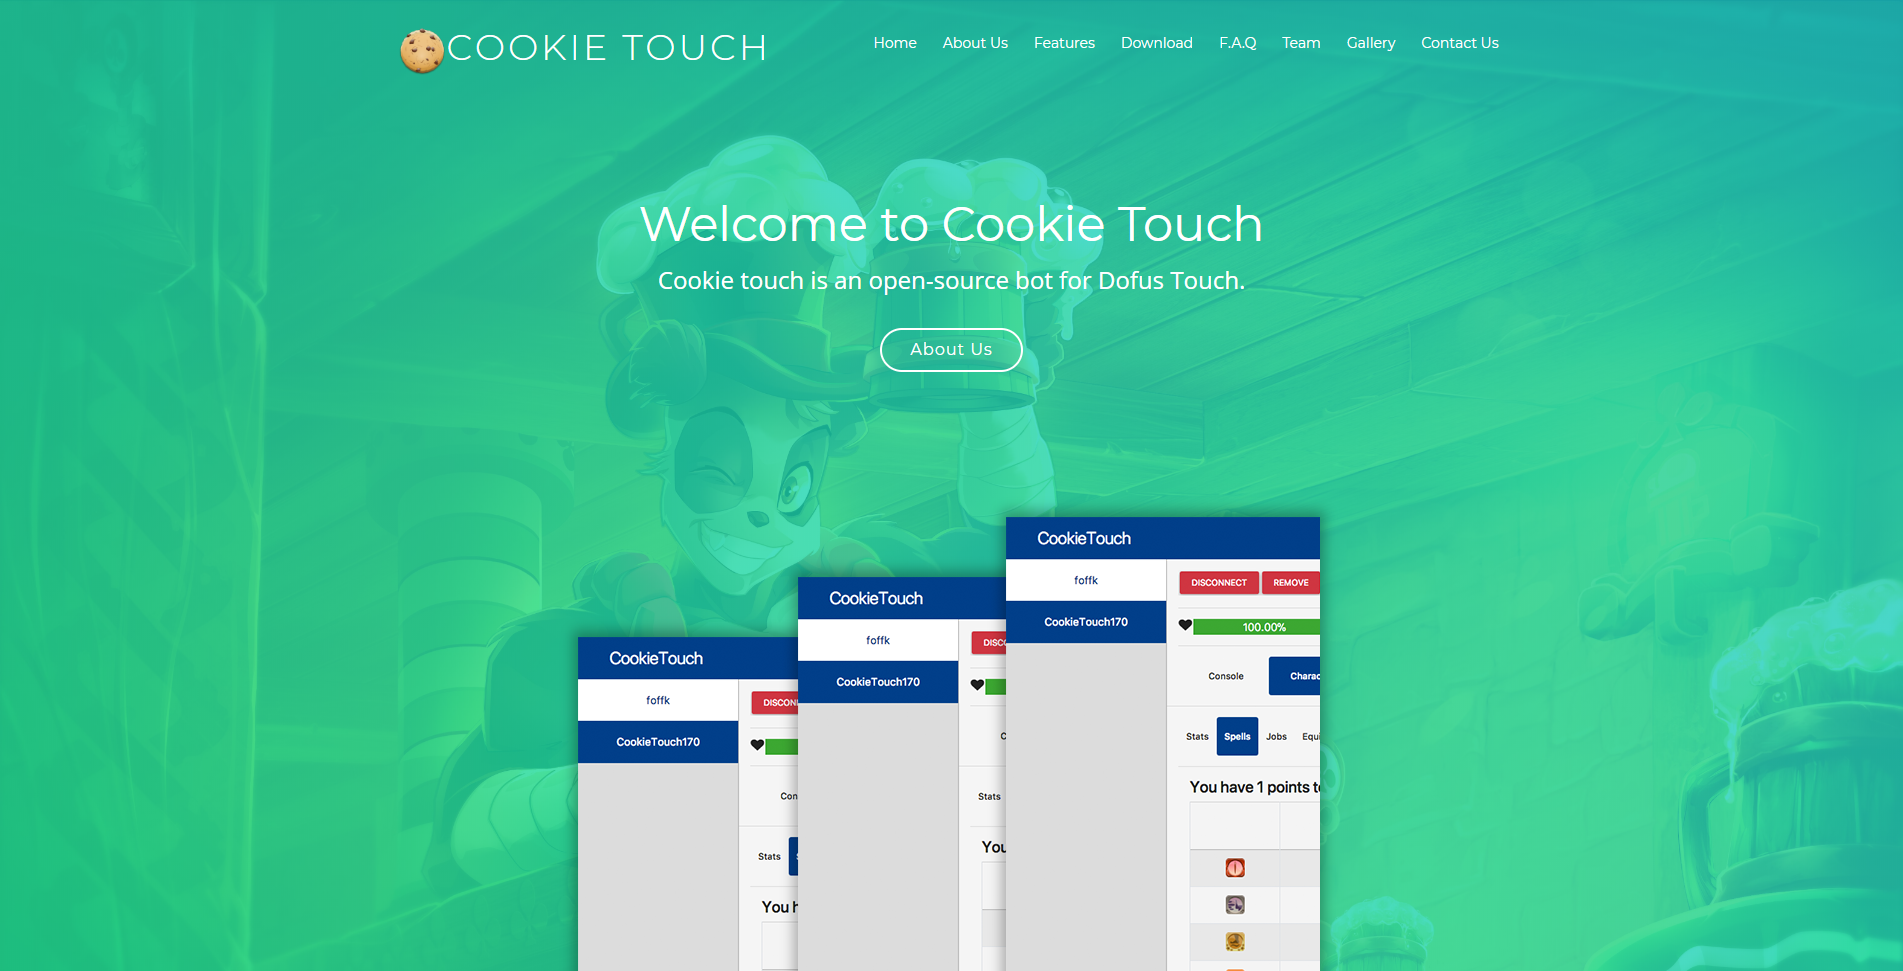 COOKIE TOUCH
Home About Us Features Download F.A.Q Team Gallery Contact Us
Welcome to Cookie Touch
Cookie touch is an open-source bot for Dofus Touch.
About Us
CookieTouch
foffk
DISCONNECT REMOVE
CookieTouch170
100.00%
Console Charac
Stats Spells Jobs Equi
You have 1 points to
CookieTouch
foffk
DISC
CookieTouch170
C
Stats
You
CookieTouch
foffk
DISCON
CookieTouch170
Con
Stats
You h